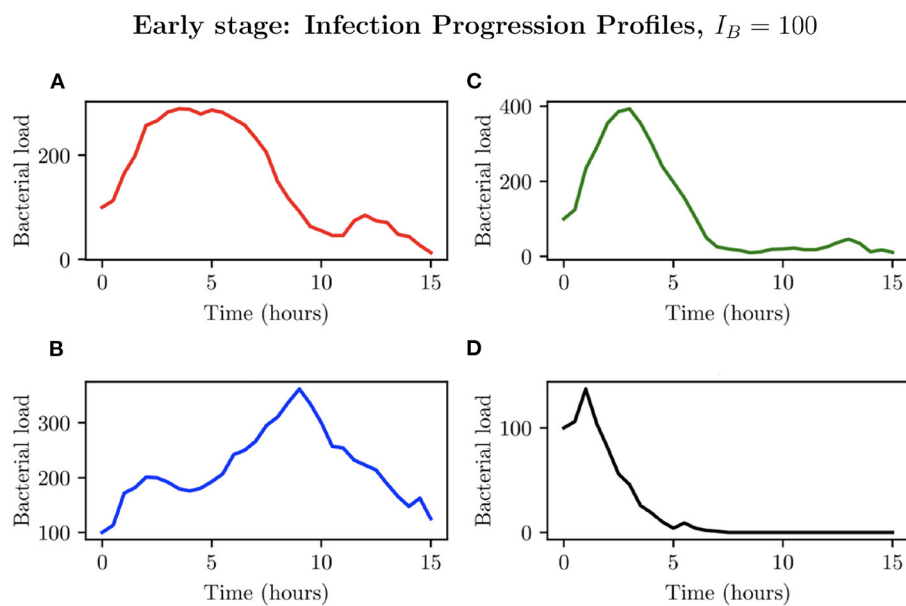 Early stage: Infection Progression Profiles, I_B = 100
A
Bacterial load
200
0
0 5 10 15
Time (hours)
C
Bacterial load
400
200
0
0 5 10 15
Time (hours)
B
Bacterial load
300
200
100
0 5 10 15
Time (hours)
D
Bacterial load
100
0
0 5 10 15
Time (hours)